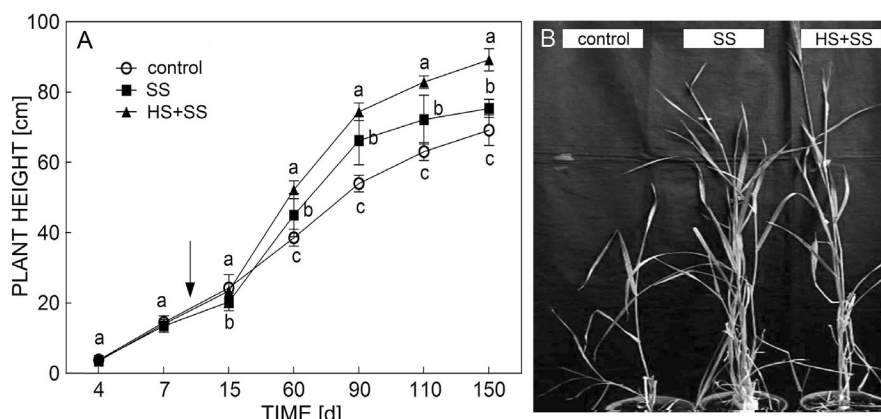 A
control
SS
HS+SS
PLANT HEIGHT [cm]
100
80
60
40
20
0
a
a
a
b
a
b
c
a
b
c
a
b
c
a
b
c
4
7
15
60
90
110
150
TIME [d]
B
control
SS
HS+SS